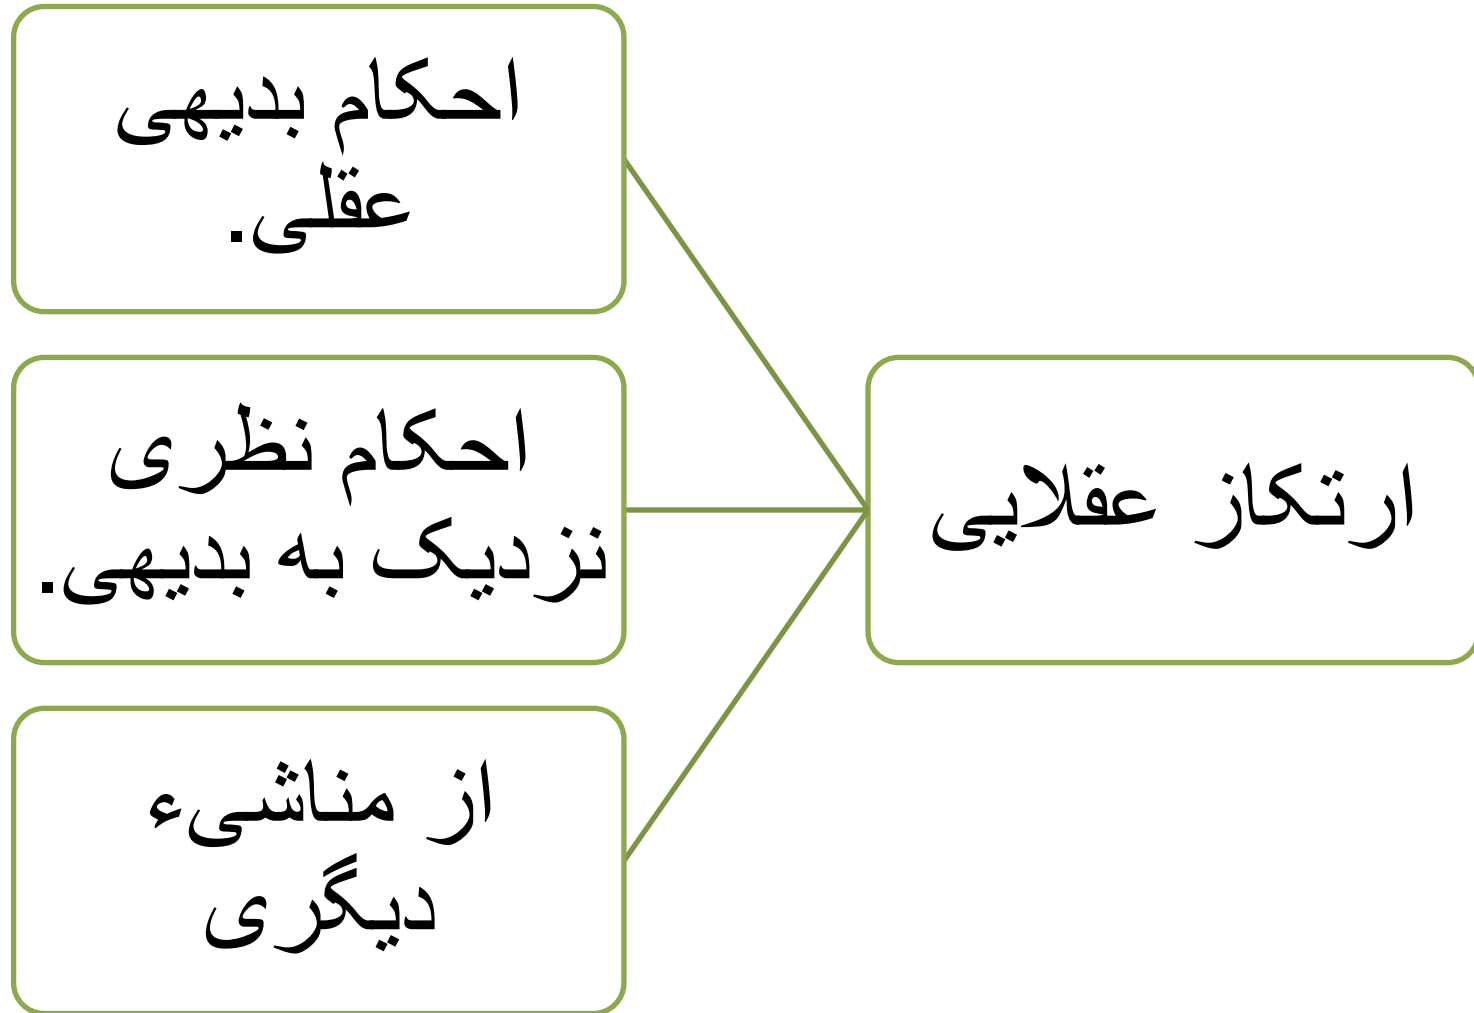 ارتکاز عقلایی
احکام بدیهی
عقلی.
احکام نظری
نزدیک به بدیهی.
از مناشیء
دیگری